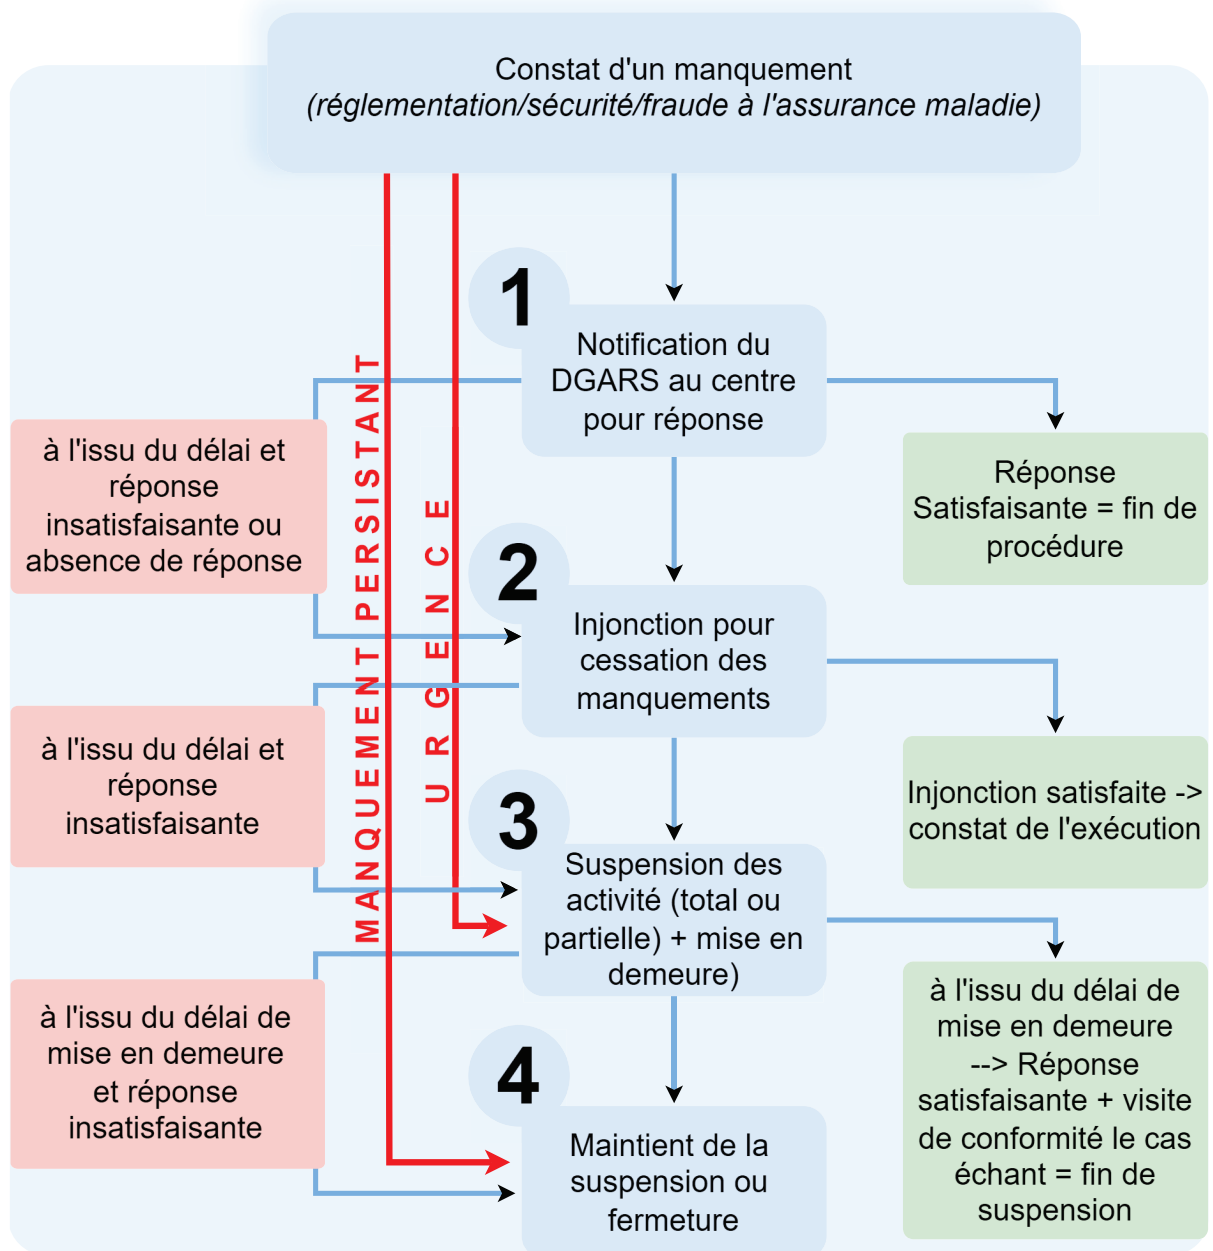 Constat d'un manquement
(réglementation/sécurité/fraude à l'assurance maladie)
1
Notification du
DGARS au centre
pour réponse
à l'issu du délai et
réponse
insatisfaisante ou
absence de réponse
Réponse
Satisfaisante = fin de
procédure
MANQUEMENT PERSISTANT
URGENCE
2
Injonction pour
cessation des
manquements
à l'issu du délai et
réponse
insatisfaisante
Injonction satisfaite ->
constat de l'exécution
3
Suspension des
activité (total ou
partielle) + mise en
demeure)
à l'issu du délai de
mise en demeure
et réponse
insatisfaisante
à l'issu du délai de
mise en demeure
--> Réponse
satisfaisante + visite
de conformité le cas
échant = fin de
suspension
4
Maintient de la
suspension ou
fermeture